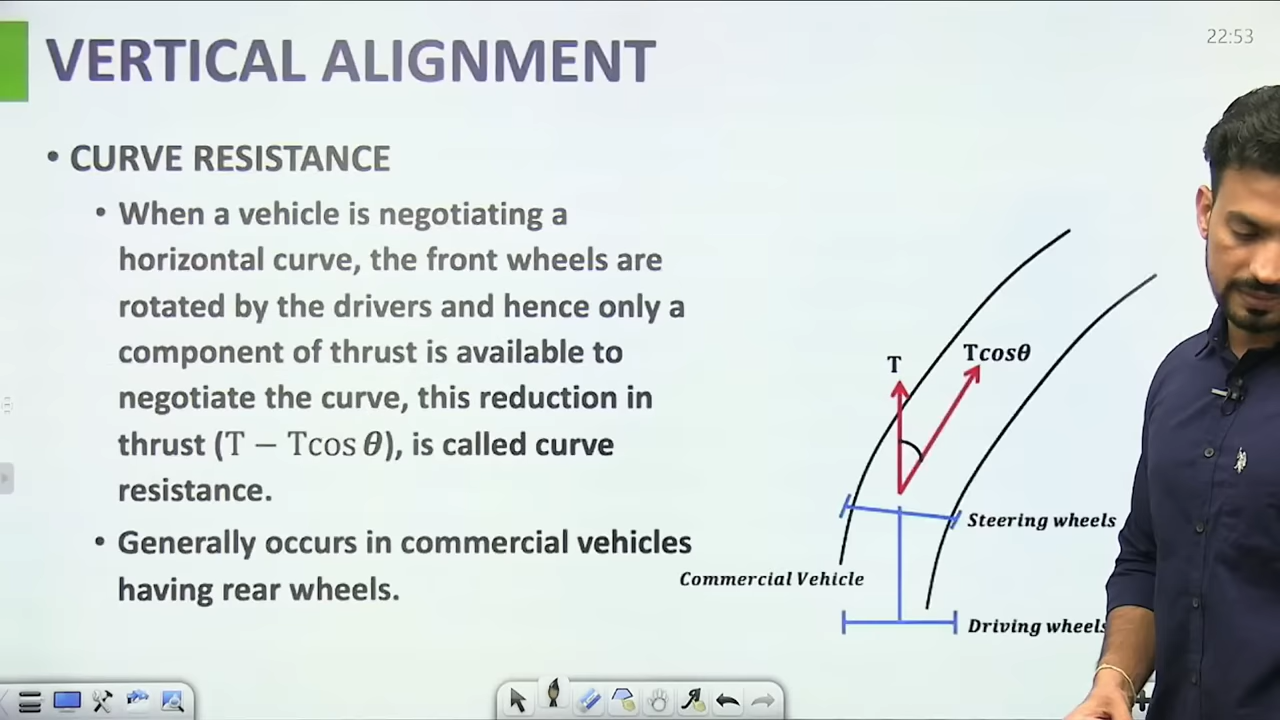 VERTICAL ALIGNMENT
22:53
• CURVE RESISTANCE
• When a vehicle is negotiating a
horizontal curve, the front wheels are
rotated by the drivers and hence only a
component of thrust is available to
negotiate the curve, this reduction in
thrust (T − Tcos θ), is called curve
resistance.
• Generally occurs in commercial vehicles
having rear wheels.
T
Tcosθ
Steering wheels
Commercial Vehicle
Driving wheels